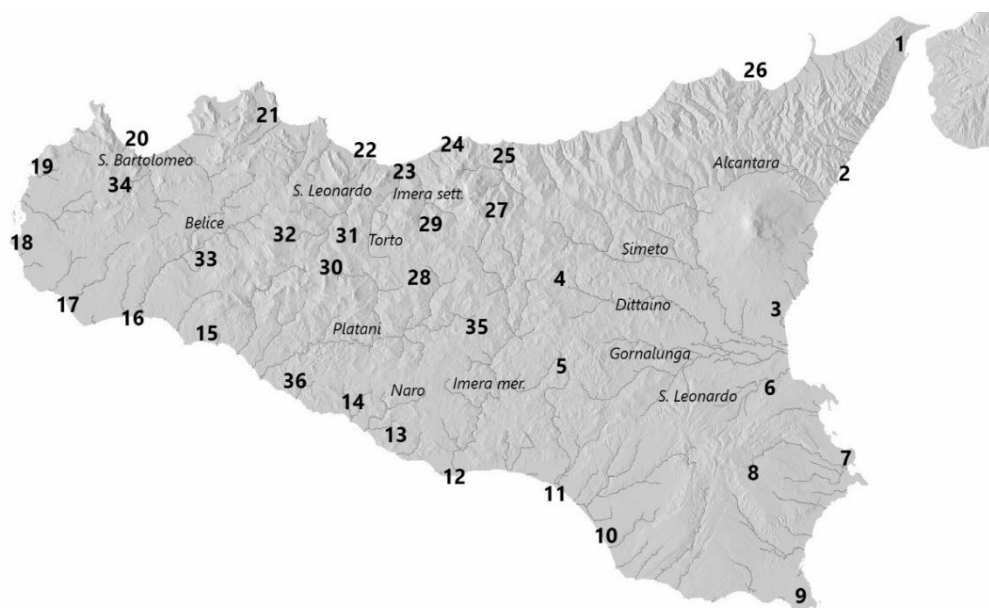 1
26
21
20
22
24
25
S. Bartolomeo
19
23
Alcantara
2
34
S. Leonardo
Imera sett.
27
Belice
29
18
32
31
Torto
Simeto
33
30
28
4
17
16
Dittaino
3
15
Platani
35
Gornalunga
5
36
Naro
Imera mer.
S. Leonardo
6
14
13
7
8
12
11
10
9